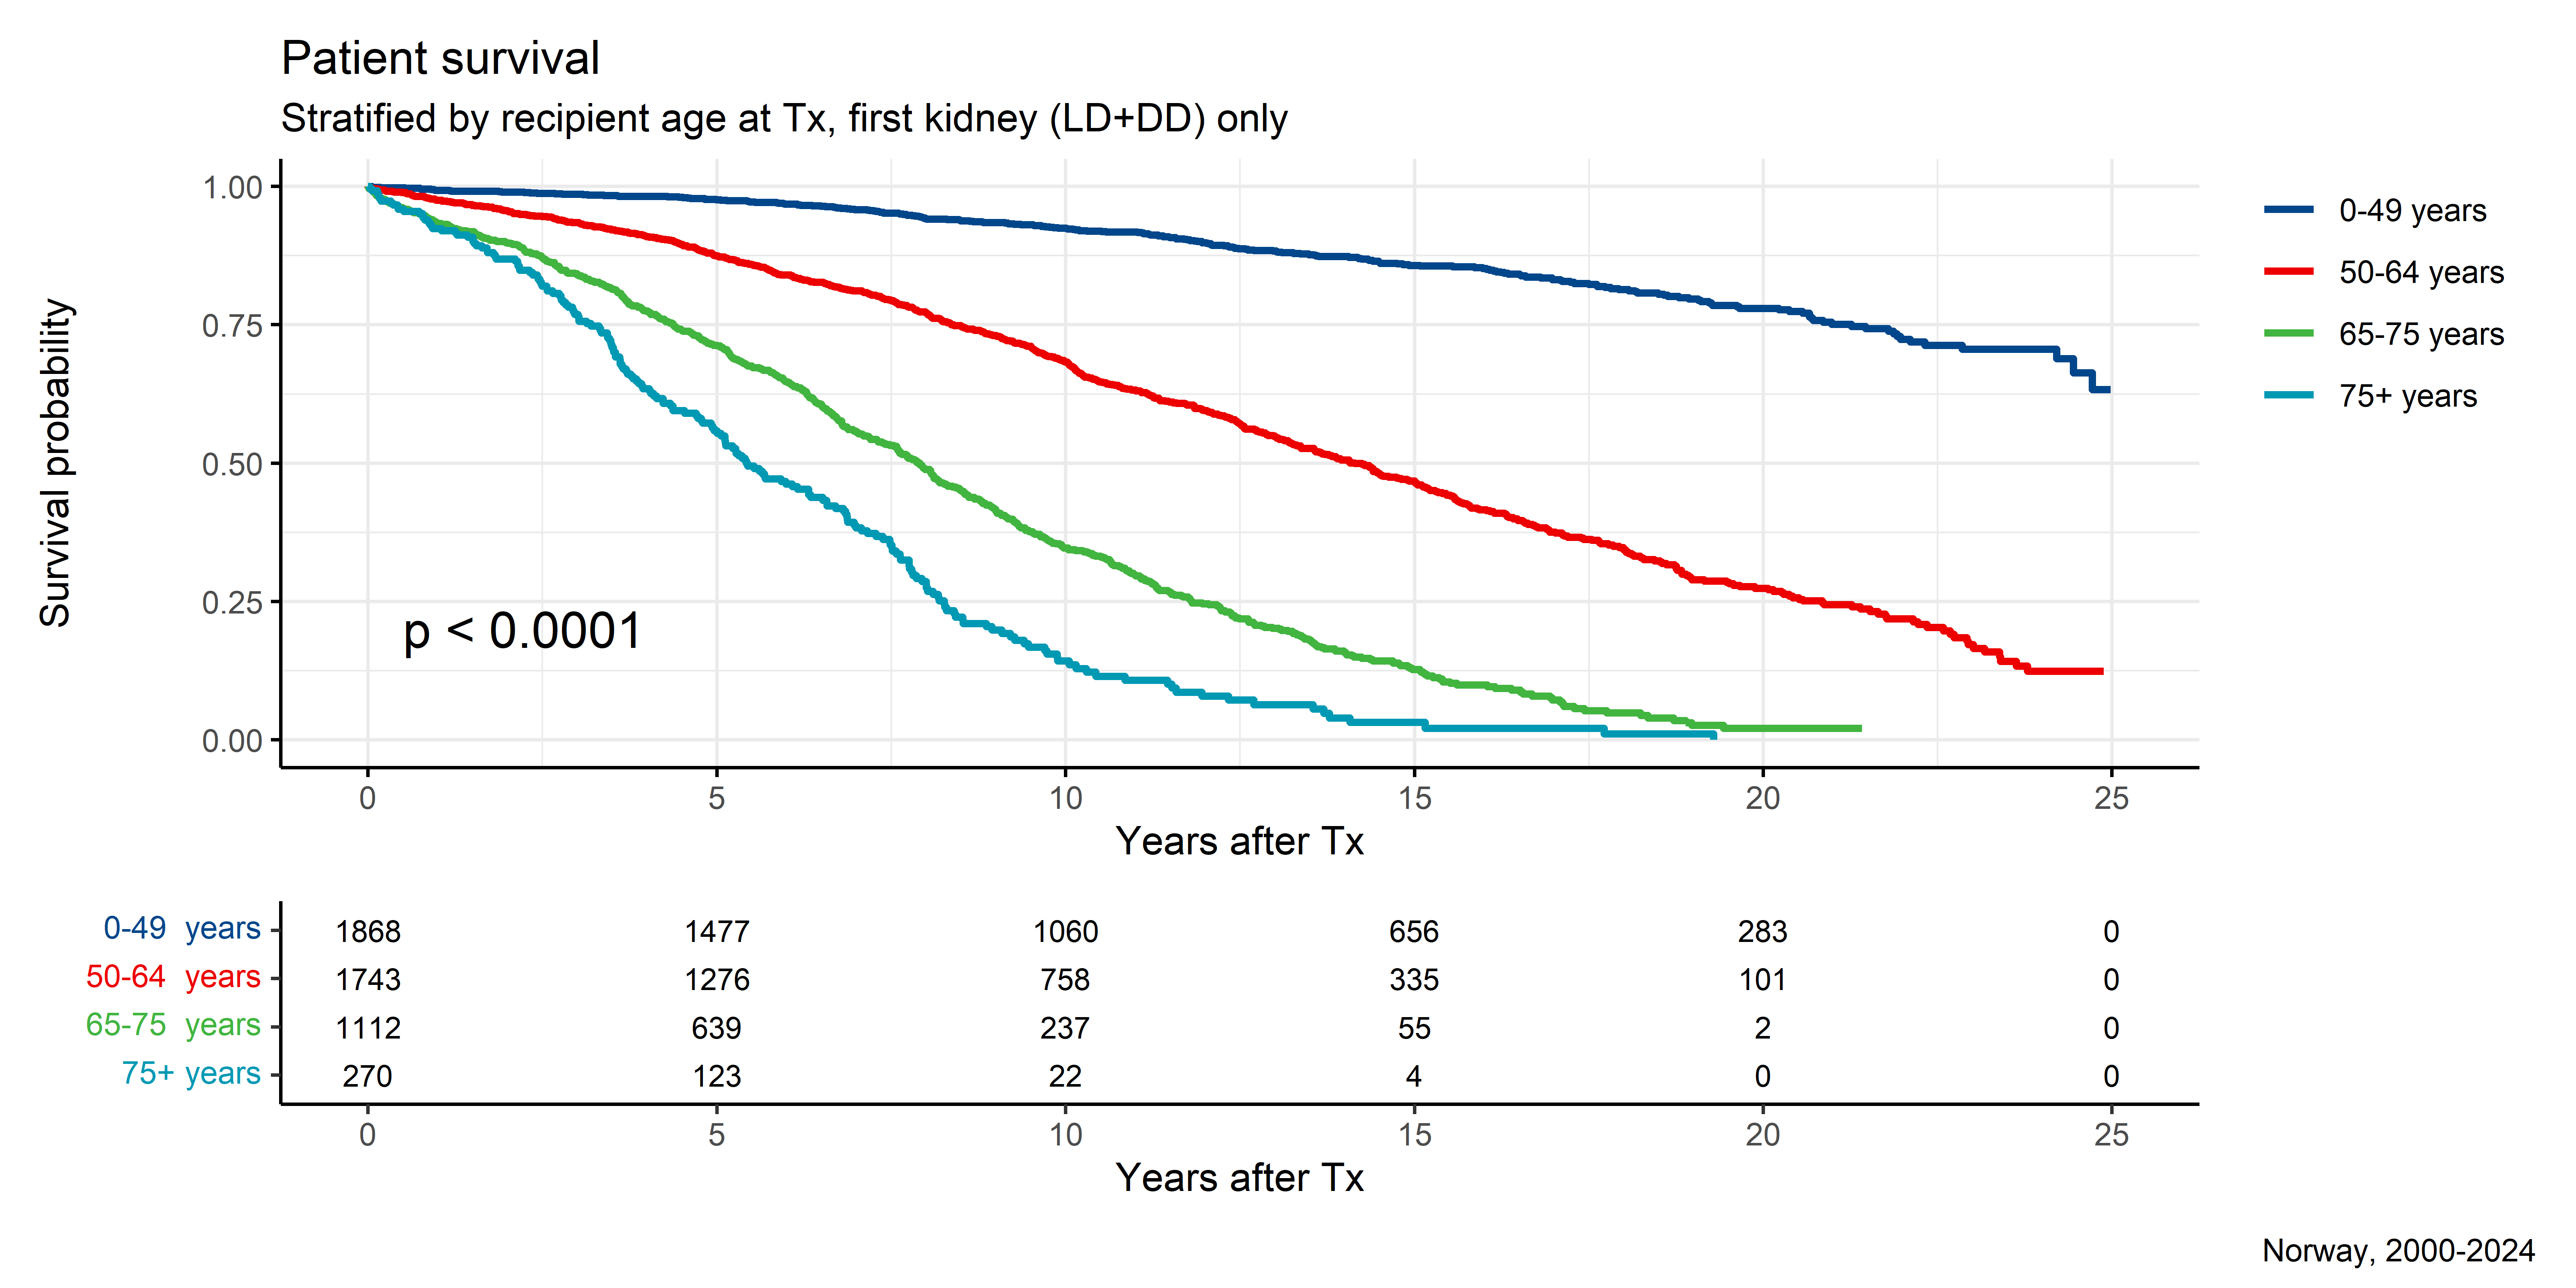 Patient survival
Stratified by recipient age at Tx, first kidney (LD+DD) only
Survival probability
1.00
0.75
0.50
0.25
0.00
p < 0.0001
0-49 years
50-64 years
65-75 years
75+ years
0 5 10 15 20 25
Years after Tx
0-49 years 1868 1477 1060 656 283 0
50-64 years 1743 1276 758 335 101 0
65-75 years 1112 639 237 55 2 0
75+ years 270 123 22 4 0 0
0 5 10 15 20 25
Years after Tx
Norway, 2000-2024